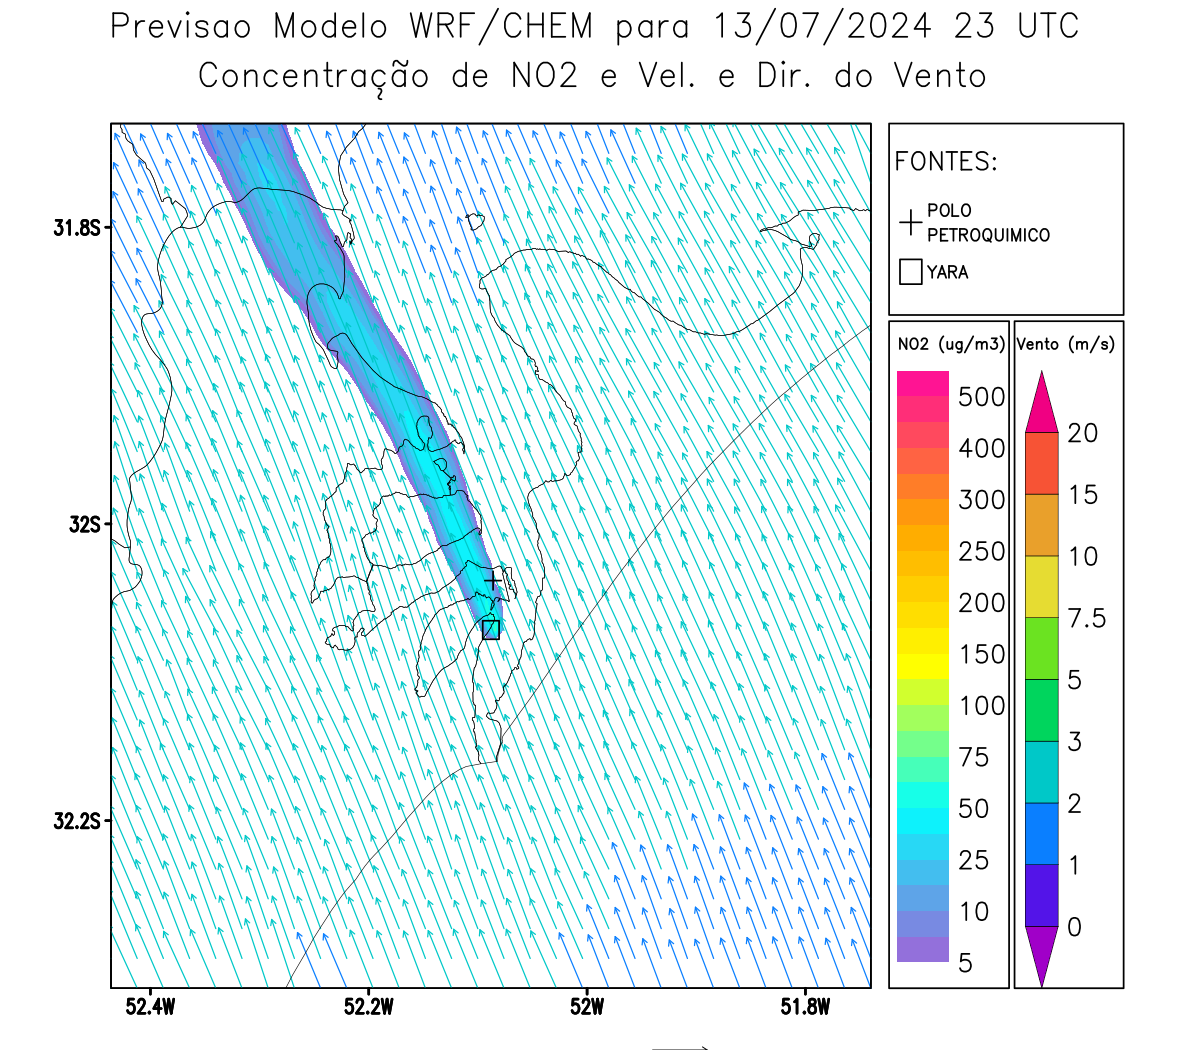 Previsao Modelo WRF/CHEM para 13/07/2024 23 UTC
Concentração de NO2 e Vel. e Dir. do Vento
FONTES:
POLO
PETROQUIMICO
YARA
NO2 (ug/m3)
500
400
300
250
200
150
100
75
50
25
10
5
Vento (m/s)
20
15
10
7.5
5
3
2
1
0
31.8S
32S
32.2S
52.4W
52.2W
52W
51.8W